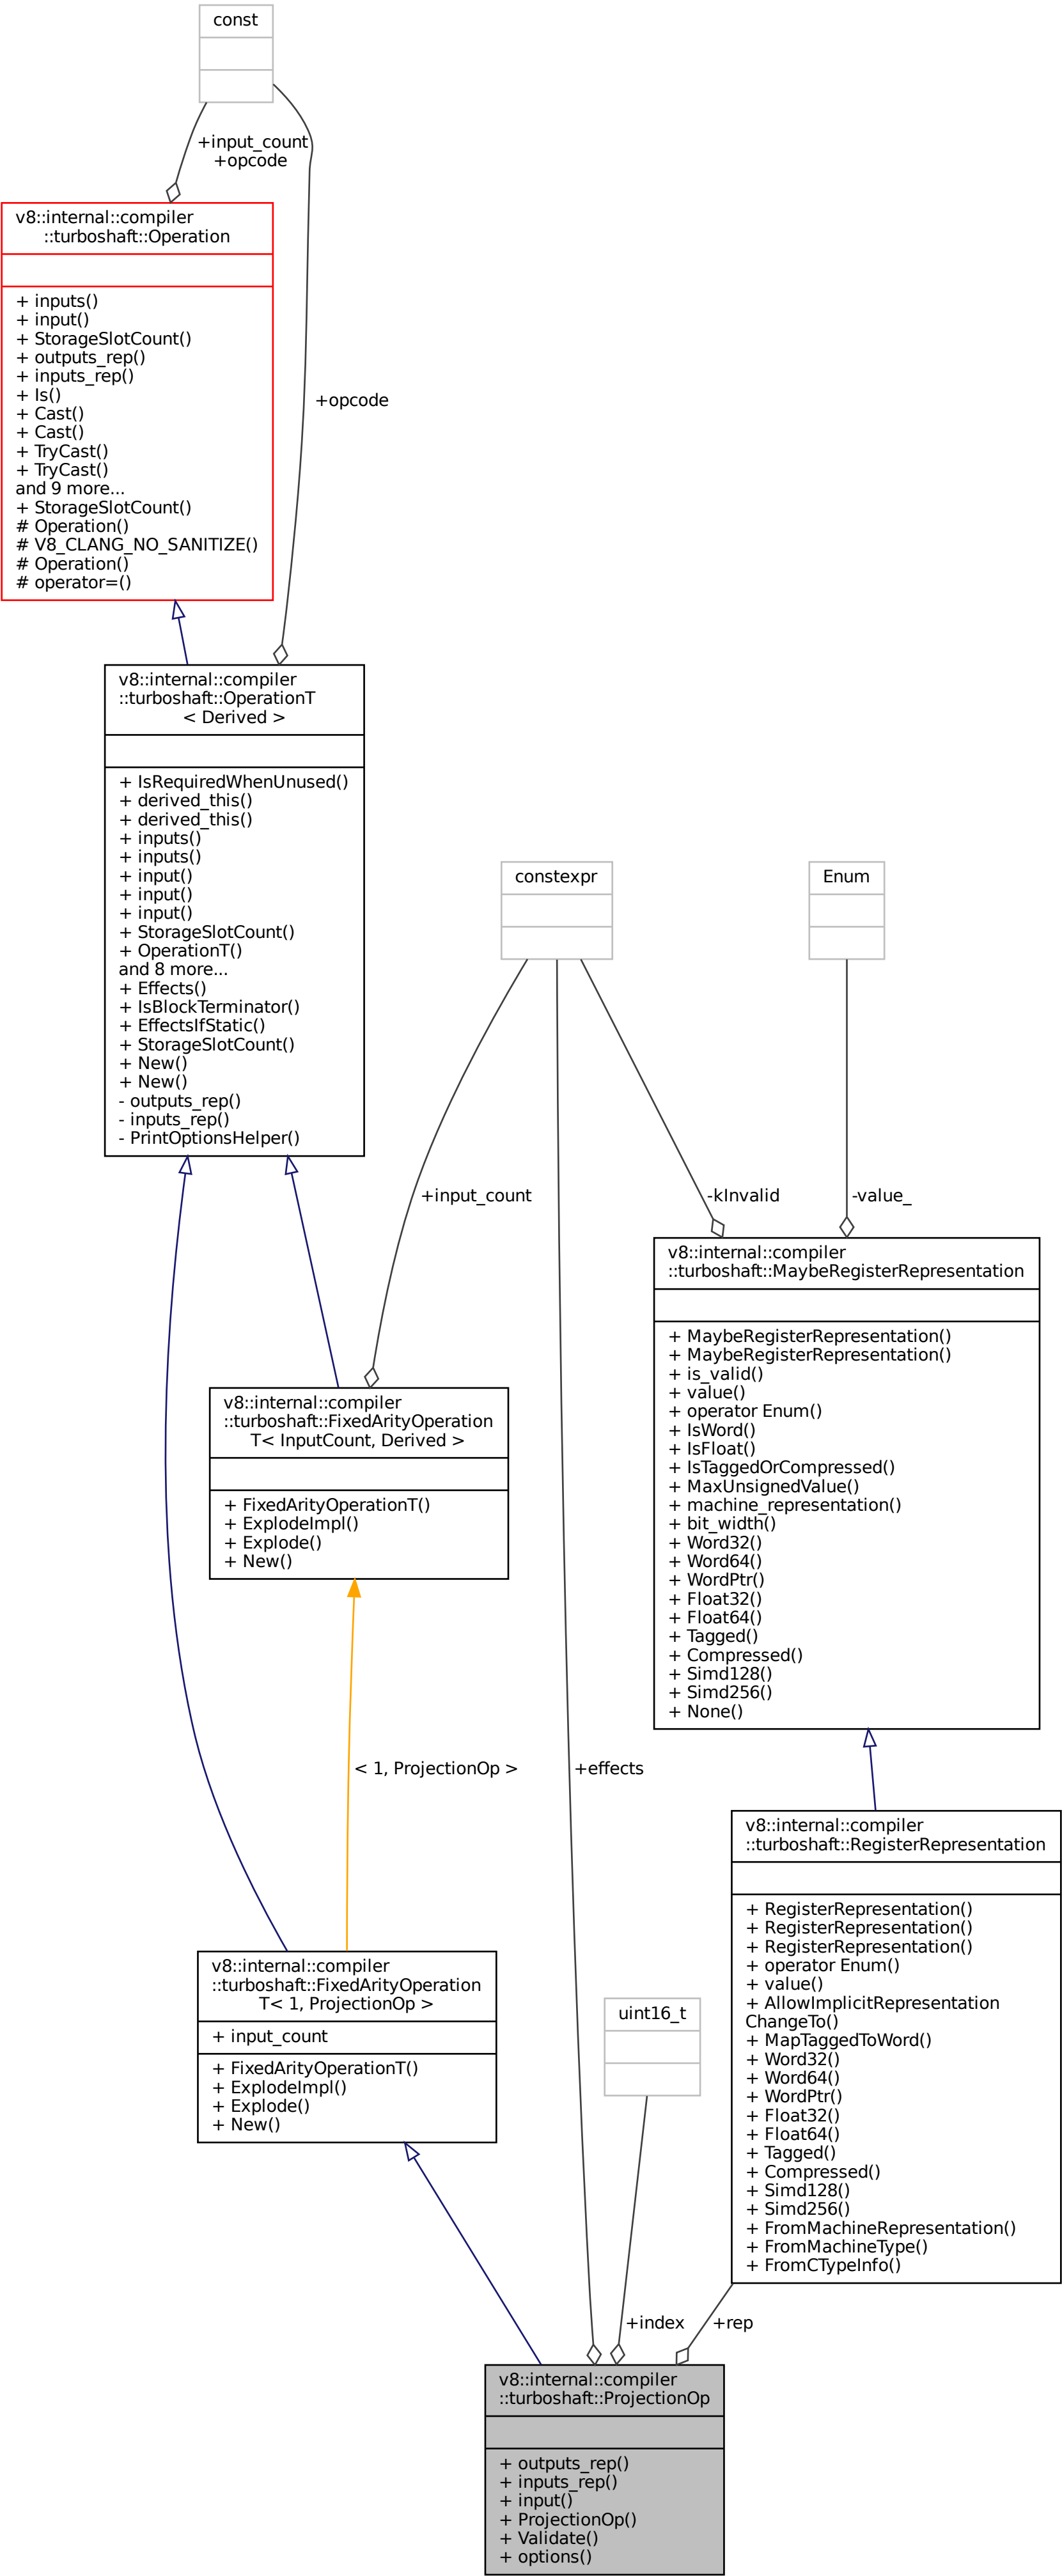 const
+input_count
+opcode
v8::internal::compiler
::turboshaft::Operation
+ inputs()
+ input()
+ StorageSlotCount()
+ outputs_rep()
+ inputs_rep()
+ Is()
+ Cast()
+ Cast()
+ TryCast()
+ TryCast()
and 9 more...
+ StorageSlotCount()
# Operation()
# V8_CLANG_NO_SANITIZE()
# Operation()
# operator=()
+opcode
v8::internal::compiler
::turboshaft::OperationT
< Derived >
+ IsRequiredWhenUnused()
+ derived_this()
+ derived_this()
+ inputs()
+ inputs()
+ input()
+ input()
+ input()
+ StorageSlotCount()
+ OperationT()
and 8 more...
+ Effects()
+ IsBlockTerminator()
+ EffectsIfStatic()
+ StorageSlotCount()
+ New()
+ New()
- outputs_rep()
- inputs_rep()
- PrintOptionsHelper()
constexpr
Enum
+input_count
-kInvalid
-value_
v8::internal::compiler
::turboshaft::MaybeRegisterRepresentation
+ MaybeRegisterRepresentation()
+ MaybeRegisterRepresentation()
+ is_valid()
+ value()
+ operator Enum()
+ IsWord()
+ IsFloat()
+ IsTaggedOrCompressed()
+ MaxUnsignedValue()
+ machine_representation()
+ bit_width()
+ Word32()
+ Word64()
+ WordPtr()
+ Float32()
+ Float64()
+ Tagged()
+ Compressed()
+ Simd128()
+ Simd256()
+ None()
v8::internal::compiler
::turboshaft::FixedArityOperation
T< InputCount, Derived >
+ FixedArityOperationT()
+ ExplodeImpl()
+ Explode()
+ New()
< 1, ProjectionOp >
+effects
v8::internal::compiler
::turboshaft::RegisterRepresentation
+ RegisterRepresentation()
+ RegisterRepresentation()
+ RegisterRepresentation()
+ operator Enum()
+ value()
+ AllowImplicitRepresentation
ChangeTo()
+ MapTaggedToWord()
+ Word32()
+ Word64()
+ WordPtr()
+ Float32()
+ Float64()
+ Tagged()
+ Compressed()
+ Simd128()
+ Simd256()
+ FromMachineRepresentation()
+ FromMachineType()
+ FromCTypeInfo()
v8::internal::compiler
::turboshaft::FixedArityOperation
T< 1, ProjectionOp >
+ input_count
+ FixedArityOperationT()
+ ExplodeImpl()
+ Explode()
+ New()
uint16_t
+index
+rep
v8::internal::compiler
::turboshaft::ProjectionOp
+ outputs_rep()
+ inputs_rep()
+ input()
+ ProjectionOp()
+ Validate()
+ options()